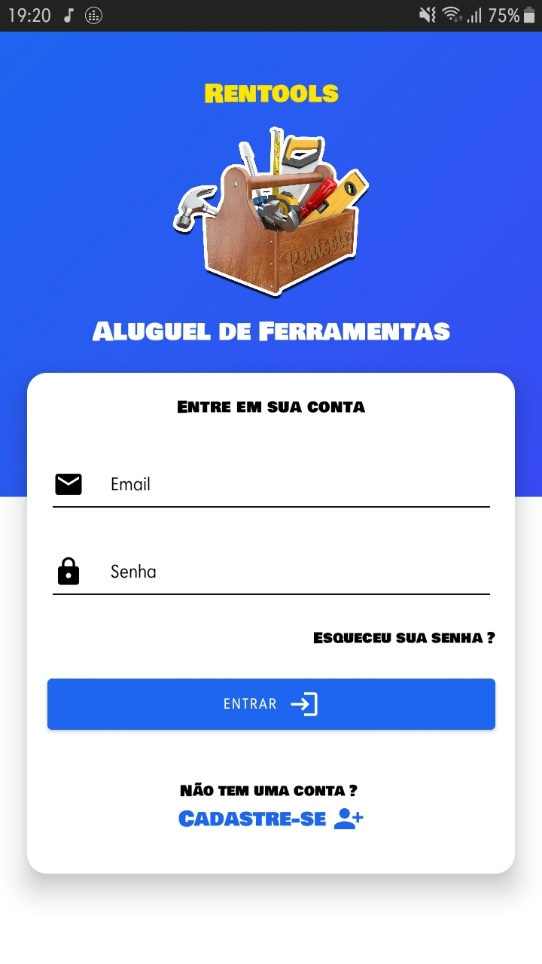 19:20 75%
Rentools
Rentools
Aluguel de Ferramentas
Entre em sua conta
Email
Senha
Esqueceu sua senha ?
ENTRAR
Não tem uma conta ?
Cadastre-se